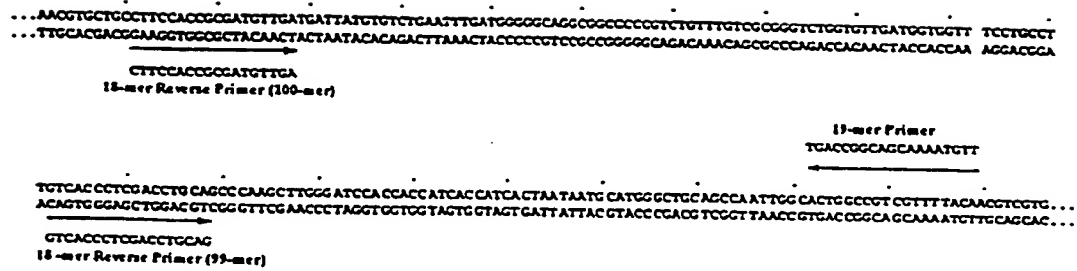 ...AACGTGCTGCCTTCCACCGCGATGTTGATGATTATGTGTCTGAATTTGATGGGGGCAGGCGGCCCCCGTCTGTTTGTCGCGGGTCTGGTGTTGATGGTGGTT TCCTGCCT
...TTGCACGACGGAAGGTGGCGCTACAACTACTAATACACAGACTTAAACTACCCCCGTCCGCCGGGGGCAGACAAACAGCGCCCAGACCACAACTACCACCAA AGGACGGA
CTTCCACCGCGATGTTGA
18-mer Reverse Primer (200-mer)
19-mer Primer
TGACCGGCAGCAAAATGTT
TGTCACCCTCGACCTGCAGCCCAAGCTTGGGATCCACCACCATCACCATCACTAATAATGCATGGGCTGCAGCCAATTGGCACTGGCCGTCGTTTTACAACGTCGTG...
ACAGTGGGAGCTGGACGTCGGGTTCGAACCCTAGGTGGTGGTAGTGGTAGTGATTATTACGTACCCGACGTCGGTTAACCGTGACCGGCAGCAAAATGTTGCAGCAC...
GTCACCCTCGACCTGCAG
18-mer Reverse Primer (99-mer)